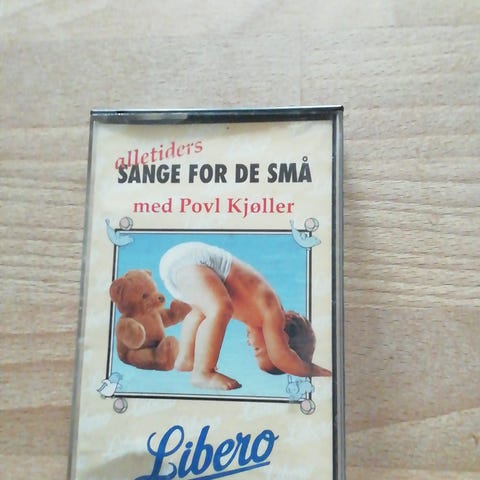 alletiders
SANGE FOR DE SMÅ
med Povl Kjøller
Libero